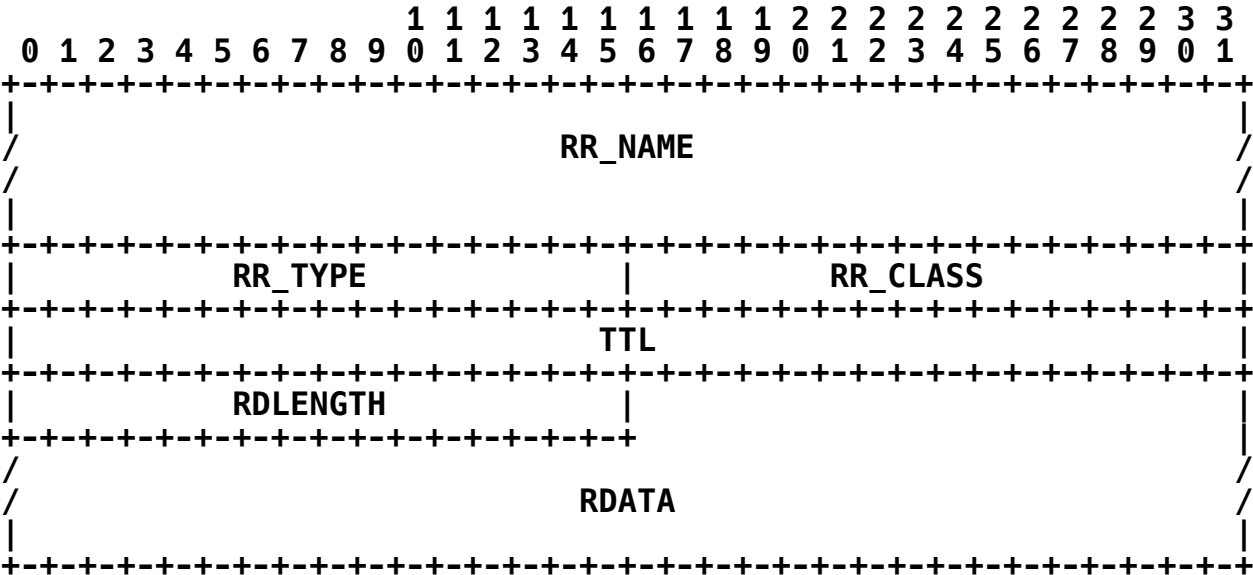 1 1 1 1 1 1 1 1 1 1 2 2 2 2 2 2 2 2 2 2 3 3
 0 1 2 3 4 5 6 7 8 9 0 1 2 3 4 5 6 7 8 9 0 1 2 3 4 5 6 7 8 9 0 1
+-+-+-+-+-+-+-+-+-+-+-+-+-+-+-+-+-+-+-+-+-+-+-+-+-+-+-+-+-+-+-+-+
|                                                               |
/                            RR_NAME                            /
/                                                               /
|                                                               |
+-+-+-+-+-+-+-+-+-+-+-+-+-+-+-+-+-+-+-+-+-+-+-+-+-+-+-+-+-+-+-+-+
|           RR_TYPE             |          RR_CLASS             |
+-+-+-+-+-+-+-+-+-+-+-+-+-+-+-+-+-+-+-+-+-+-+-+-+-+-+-+-+-+-+-+-+
|                              TTL                              |
+-+-+-+-+-+-+-+-+-+-+-+-+-+-+-+-+-+-+-+-+-+-+-+-+-+-+-+-+-+-+-+-+
|           RDLENGTH            |                               |
+-+-+-+-+-+-+-+-+-+-+-+-+-+-+-+-+                               |
/                                                               /
/                             RDATA                             /
|                                                               |
+-+-+-+-+-+-+-+-+-+-+-+-+-+-+-+-+-+-+-+-+-+-+-+-+-+-+-+-+-+-+-+-+